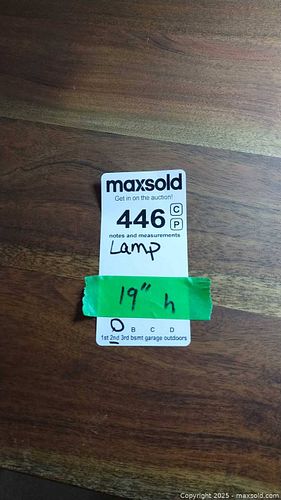 maxsold
Get in on the auction!
446 C
P
notes and measurements
Lamp
19" h
B C D
1st 2nd 3rd bsmt garage outdoors
Copyright 2025 - www.maxsold.com